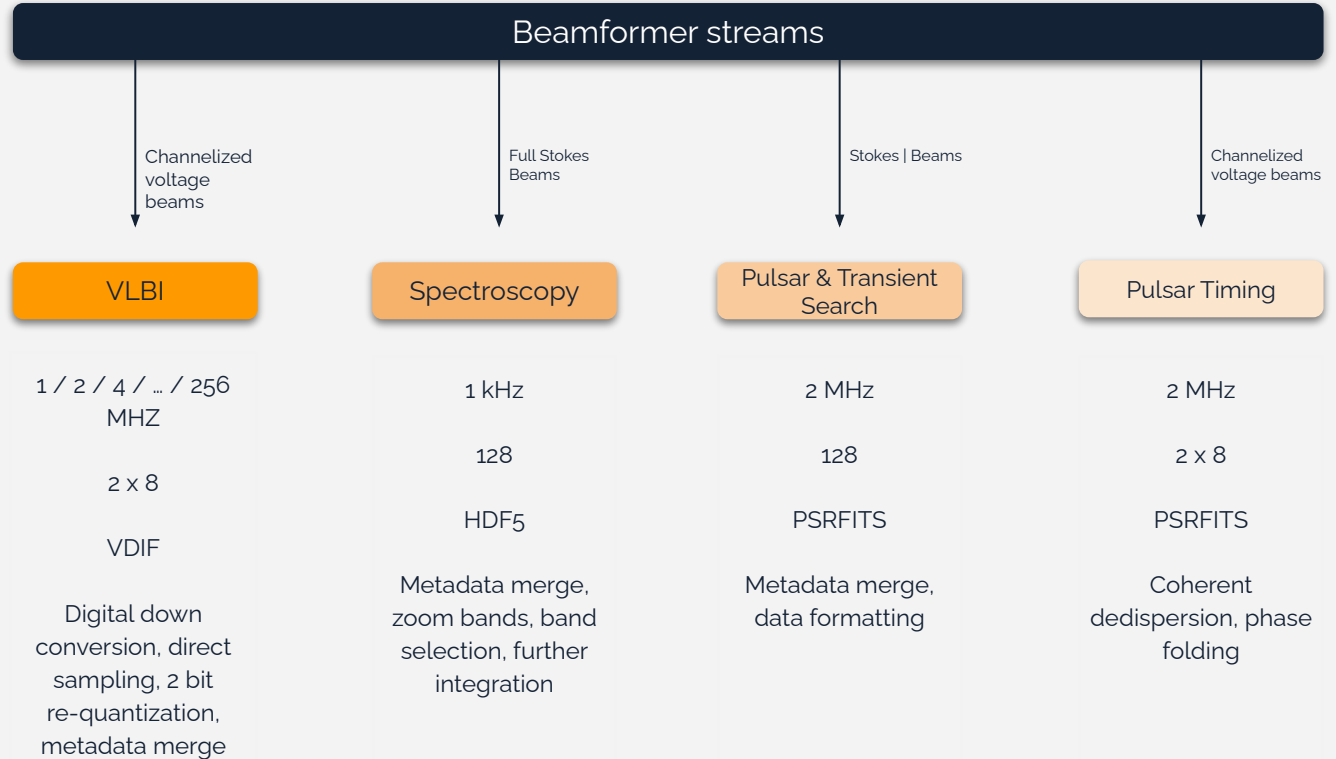 Beamformer streams
Channelized
voltage
beams
Full Stokes
Beams
Stokes | Beams
Channelized
voltage beams
VLBI
Spectroscopy
Pulsar & Transient
Search
Pulsar Timing
1 / 2 / 4 / … / 256
MHZ
2 x 8
VDIF
Digital down
conversion, direct
sampling, 2 bit
re-quantization,
metadata merge
1 kHz
128
HDF5
Metadata merge,
zoom bands, band
selection, further
integration
2 MHz
128
PSRFITS
Metadata merge,
data formatting
2 MHz
2 x 8
PSRFITS
Coherent
dedispersion, phase
folding